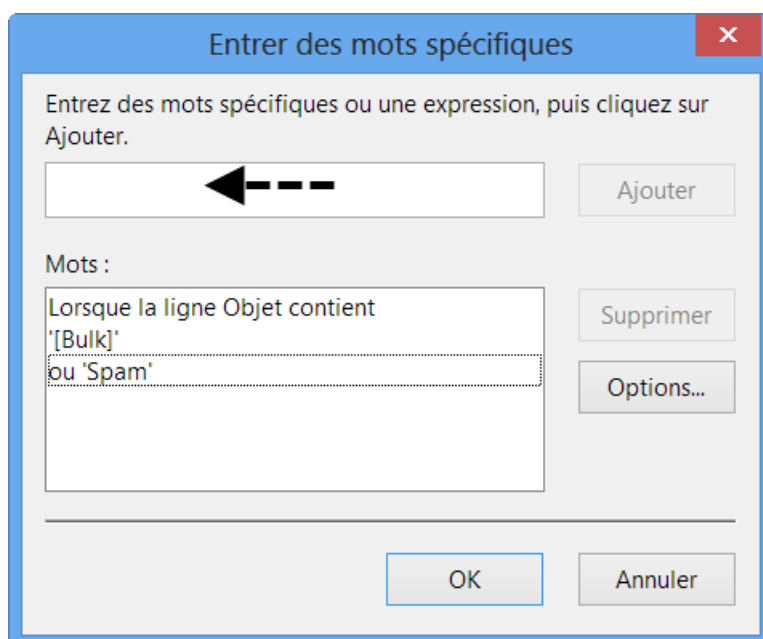 Entrer des mots spécifiques
Entrez des mots spécifiques ou une expression, puis cliquez sur
Ajouter.
Ajouter
Mots :
Lorsque la ligne Objet contient
'[Bulk]'
ou 'Spam'
Supprimer
Options...
OK
Annuler